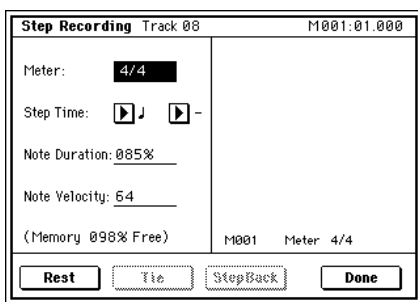 Step Recording Track 08 M001:01.000
Meter: 4/4
Step Time: ♩ -
Note Duration: 085%
Note Velocity: 64
(Memory 098% Free)
M001 Meter 4/4
Rest Tie StepBack Done